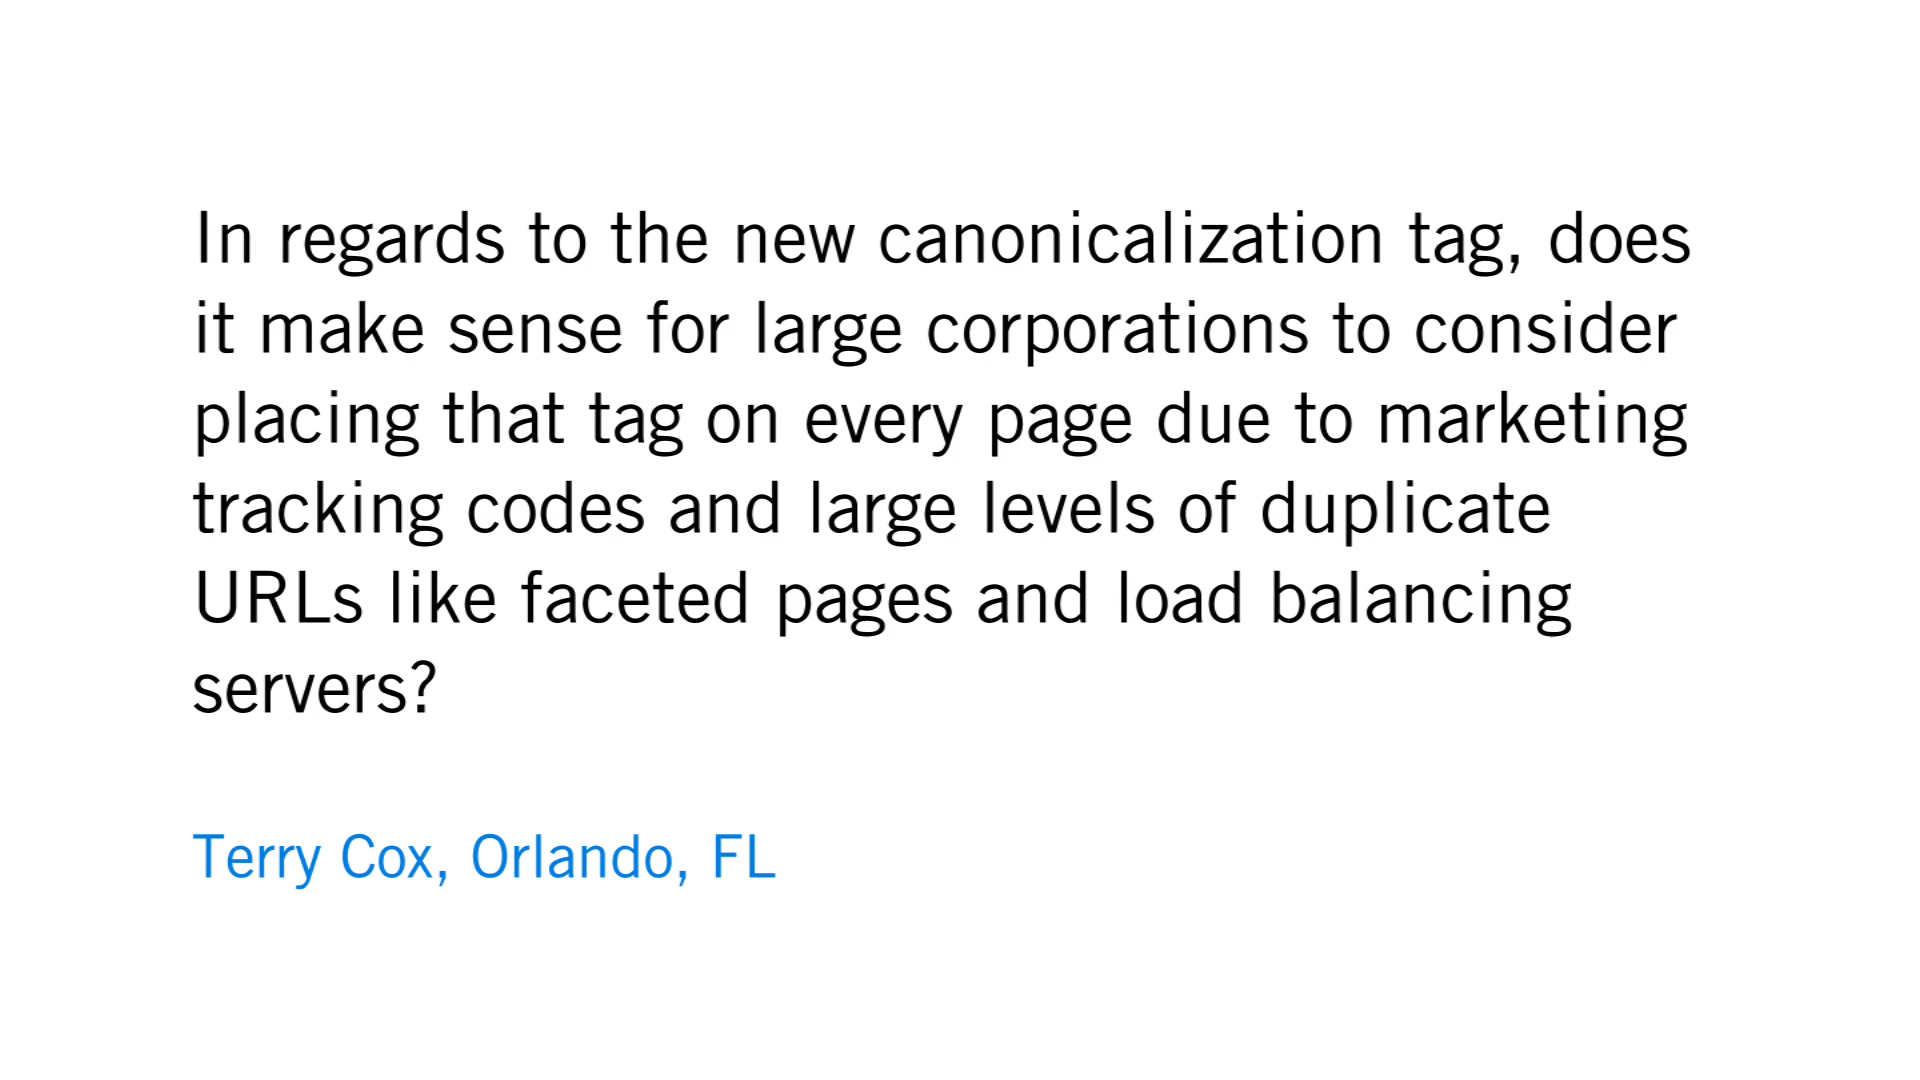 In regards to the new canonicalization tag, does
it make sense for large corporations to consider
placing that tag on every page due to marketing
tracking codes and large levels of duplicate
URLs like faceted pages and load balancing
servers?
Terry Cox, Orlando, FL